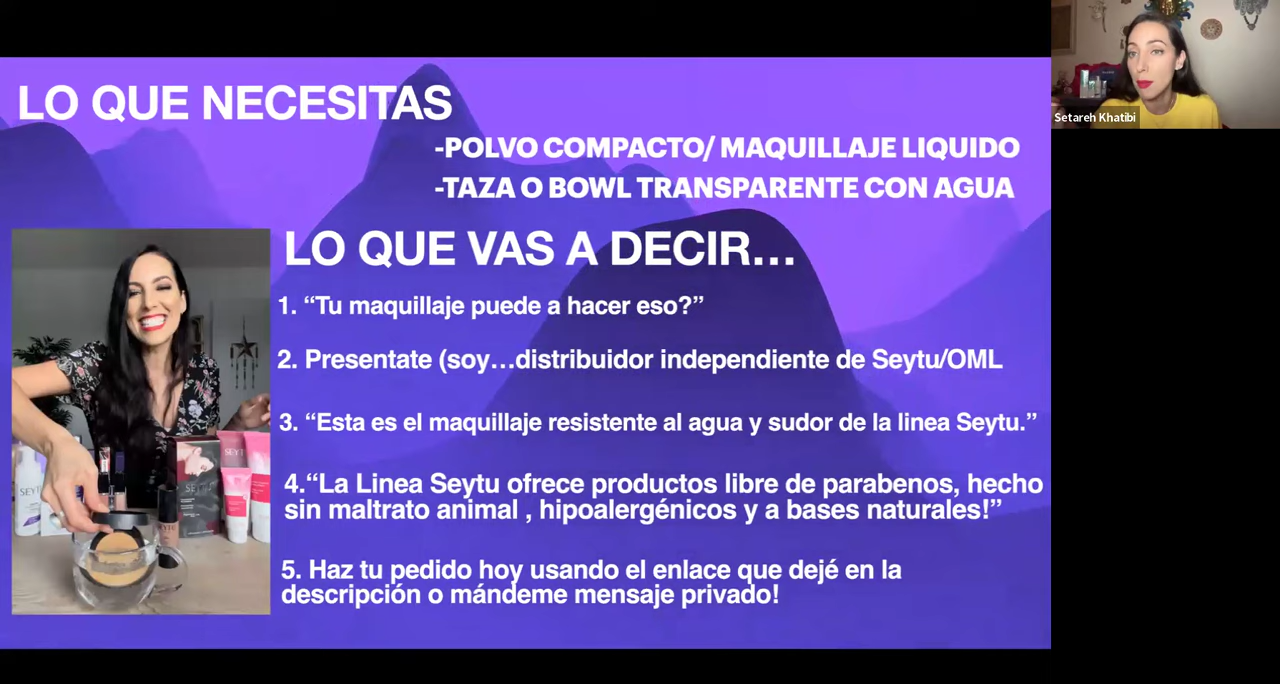 LO QUE NECESITAS
-POLVO COMPACTO/ MAQUILLAJE LIQUIDO
-TAZA O BOWL TRANSPARENTE CON AGUA
LO QUE VAS A DECIR...
1. “Tu maquillaje puede a hacer eso?”
2. Presentate (soy...distribuidor independiente de Seytu/OML
3. “Esta es el maquillaje resistente al agua y sudor de la linea Seytu.”
4.“La Linea Seytu ofrece productos libre de parabenos, hecho
sin maltrato animal , hipoalergénicos y a bases naturales!”
5. Haz tu pedido hoy usando el enlace que dejé en la
descripción o mándeme mensaje privado!
Setareh Khatibi